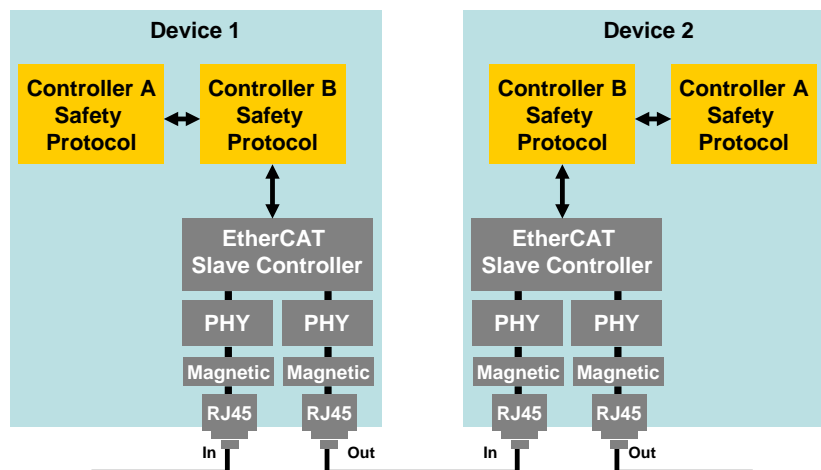 Device 1
Controller A
Safety
Protocol
Controller B
Safety
Protocol
EtherCAT
Slave Controller
PHY
PHY
Magnetic
Magnetic
RJ45
RJ45
In
Out
Device 2
Controller B
Safety
Protocol
Controller A
Safety
Protocol
EtherCAT
Slave Controller
PHY
PHY
Magnetic
Magnetic
RJ45
RJ45
In
Out